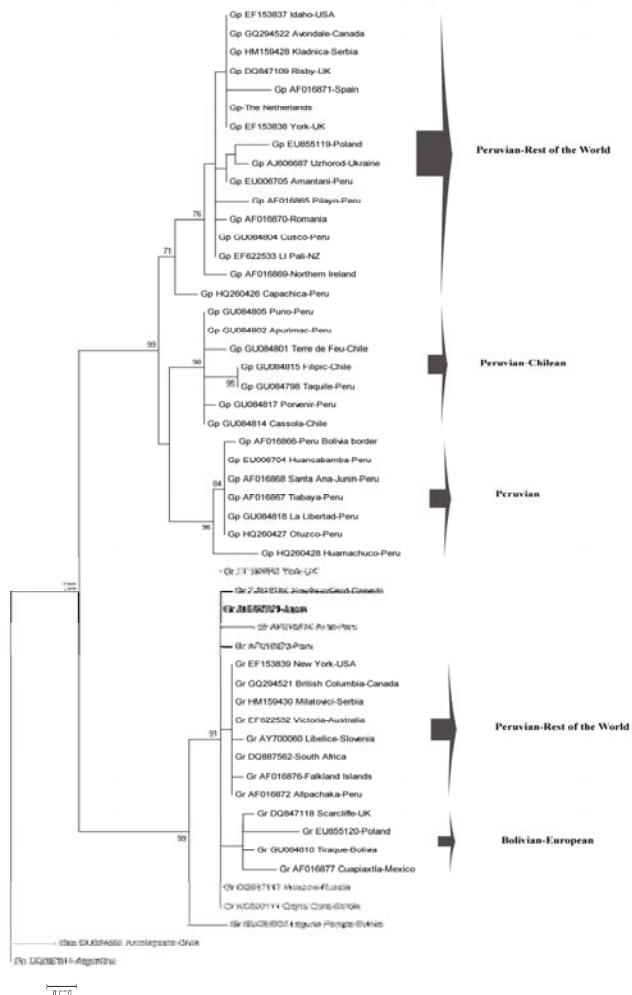 Gp EF153837 Idaho-USA
Gp GQ294522 Avondale-Canada
Gp HM159428 Kladnica-Serbia
Gp DQ847109 Risby-UK
Gp AF016871-Spain
Gp-The Netherlands
Gp EF153838 York-UK
Gp EU855119-Poland
Gp AJ606687 Uzhorod-Ukraine
Gp EU006705 Amantani-Peru
Gp AF016865 Pilayo-Peru
76
Gp AF016870-Romania
Gp GU084804 Cusco-Peru
71
Gp EF622533 LI Pali-NZ
Gp AF016869-Northern Ireland
Gp HQ260426 Capachica-Peru
Peruvian-Rest of the World
Gp GU084805 Puno-Peru
Gp GU084802 Apurimac-Peru
99
Gp GU084801 Terre de Feu-Chile
98
Gp GU084815 Filipic-Chile
95
Gp GU084798 Taquile-Peru
Gp GU084817 Porvenir-Peru
Gp GU084814 Cassola-Chile
Peruvian-Chilean
Gp AF016866-Peru Bolivia border
Gp EU006704 Huancabamba-Peru
84
Gp AF016868 Santa Ana-Junin-Peru
Gp AF016867 Tiabaya-Peru
Gp GU084818 La Libertad-Peru
96
Gp HQ260427 Otuzco-Peru
Gp HQ260428 Huamachuco-Peru
Peruvian
Gr
Gr
Gr
Gr
Gr EF153839 New York-USA
Gr GQ294521 British Columbia-Canada
Gr HM159430 Milatovici-Serbia
Gr EF622532 Victoria-Australia
91
Gr AY700060 Libelice-Slovenia
Gr DQ887562-South Africa
Gr AF016876-Falkland Islands
Gr AF016872 Allpachaka-Peru
Peruvian-Rest of the World
Gr DQ847118 Scarcliffe-UK
99
Gr EU855120-Poland
Gr GU084810 Tiraque-Bolivia
Gr AF016877 Cuapiaxtla-Mexico
Bolivian-European
Gr
Gr